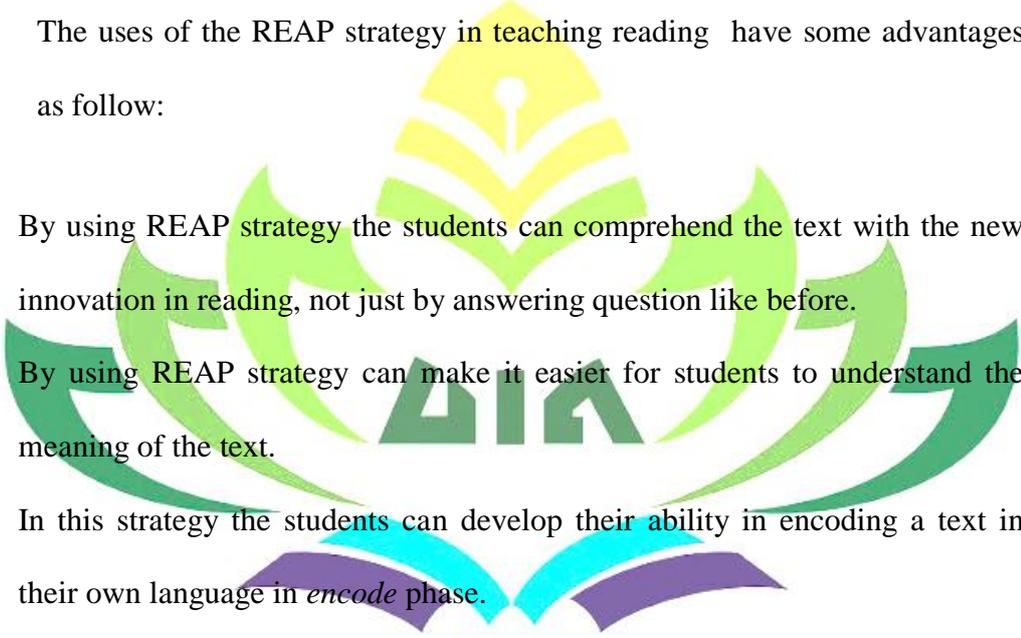 The uses of the REAP strategy in teaching reading have some advantages
as follow:
By using REAP strategy the students can comprehend the text with the new
innovation in reading, not just by answering question like before.
By using REAP strategy can make it easier for students to understand the
meaning of the text.
In this strategy the students can develop their ability in encoding a text in
their own language in encode phase.